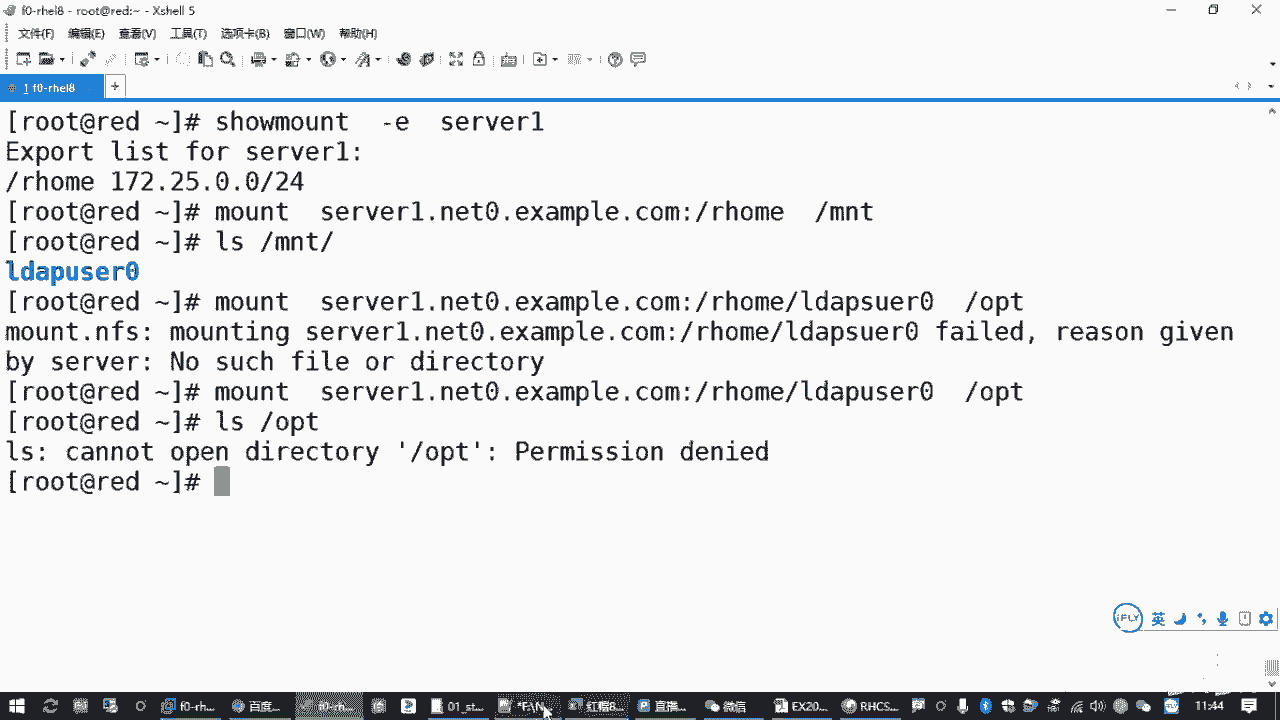 f0-rhel8 - root@red:~ - Xshell 5
文件(F) 编辑(E) 查看(V) 工具(T) 选项卡(B) 窗口(W) 帮助(H)
1 f0-rhel8 +
[root@red ~]# showmount -e server1
Export list for server1:
/rhome 172.25.0.0/24
[root@red ~]# mount server1.net0.example.com:/rhome /mnt
[root@red ~]# ls /mnt/
ldapuser0
[root@red ~]# mount server1.net0.example.com:/rhome/ldapsuer0 /opt
mount.nfs: mounting server1.net0.example.com:/rhome/ldapsuer0 failed, reason given
by server: No such file or directory
[root@red ~]# mount server1.net0.example.com:/rhome/ldapuser0 /opt
[root@red ~]# ls /opt
ls: cannot open directory '/opt': Permission denied
[root@red ~]#
iFLY 英
f0-rh... 百度... f0-rh... 01_st... 红帽8... 直播... 微信 EX20... RHCS... 11:44